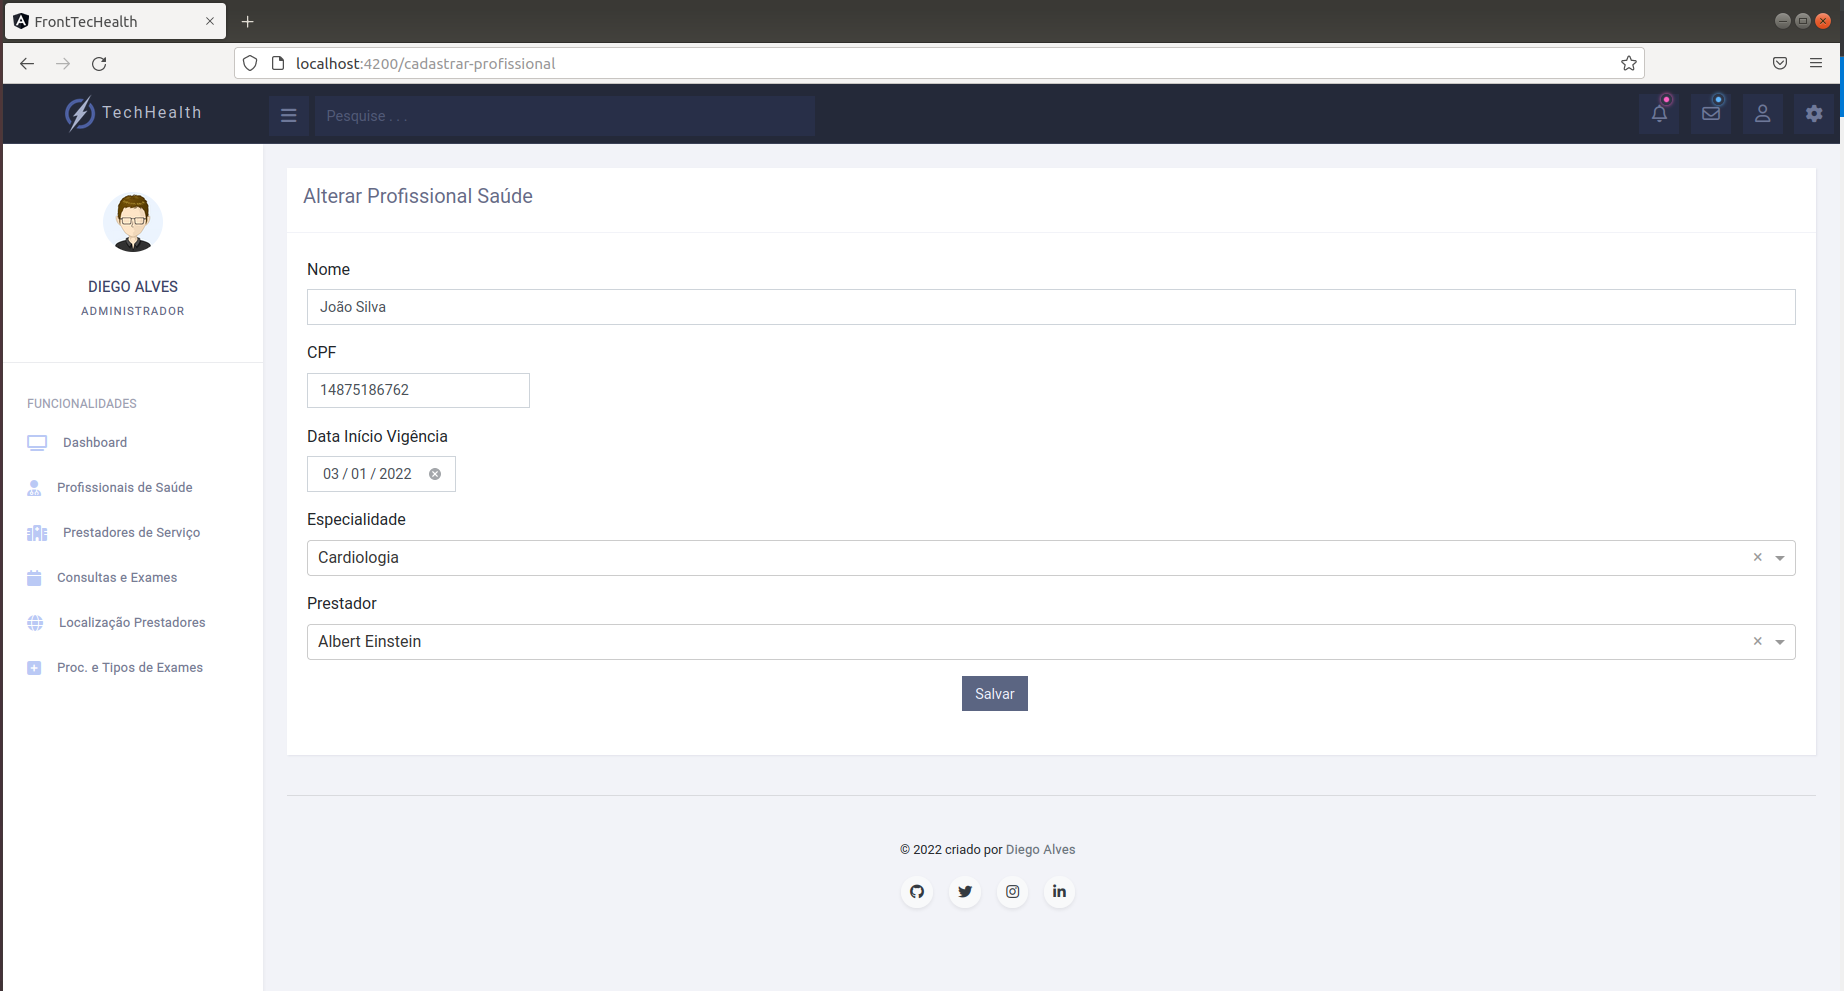 FrontTecHealth
localhost:4200/cadastrar-profissional
TechHealth
Pesquise . . .
DIEGO ALVES
ADMINISTRADOR
FUNCIONALIDADES
Dashboard
Profissionais de Saúde
Prestadores de Serviço
Consultas e Exames
Localização Prestadores
Proc. e Tipos de Exames
Alterar Profissional Saúde
Nome
João Silva
CPF
14875186762
Data Início Vigência
03 / 01 / 2022
Especialidade
Cardiologia
Prestador
Albert Einstein
Salvar
© 2022 criado por Diego Alves